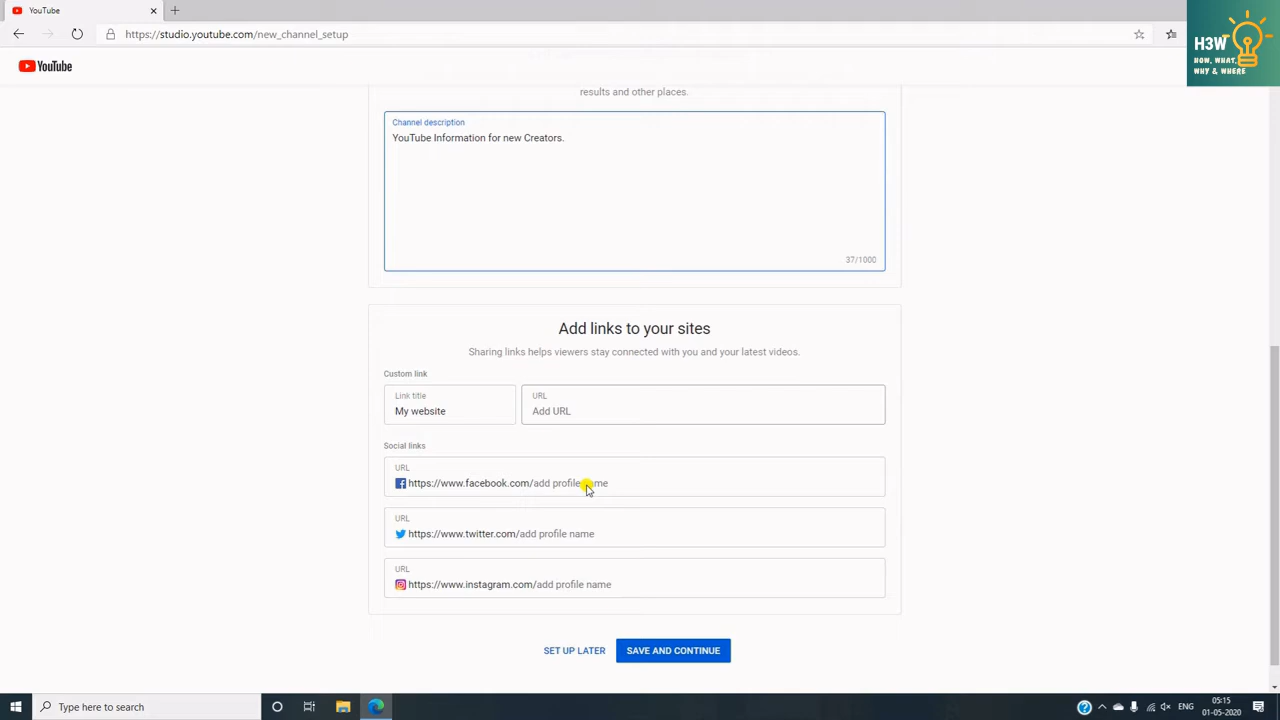 YouTube
https://studio.youtube.com/new_channel_setup
H3W
HOW, WHAT,
WHY & WHERE
YouTube
results and other places.
Channel description
YouTube Information for new Creators.
37/1000
Add links to your sites
Sharing links helps viewers stay connected with you and your latest videos.
Custom link
Link title
My website
URL
Add URL
Social links
URL
https://www.facebook.com/add profile name
URL
https://www.twitter.com/add profile name
URL
https://www.instagram.com/add profile name
SET UP LATER
SAVE AND CONTINUE
Type here to search
ENG
05:15
01-05-2020